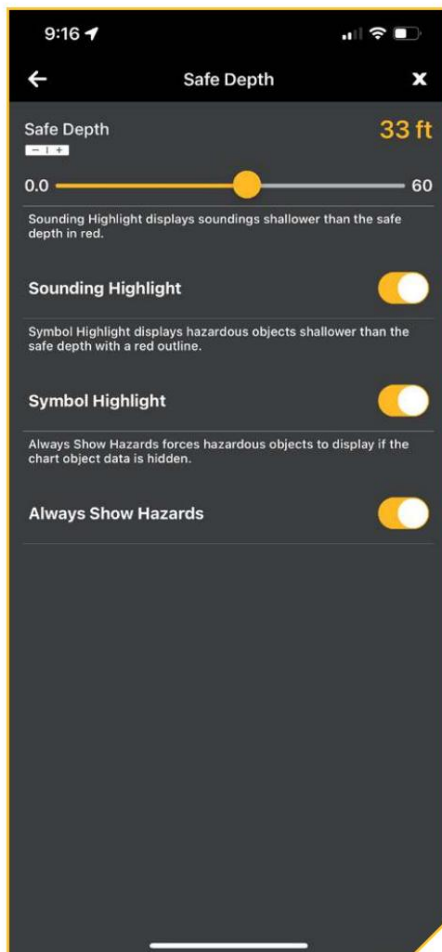 9:16
Safe Depth
X
Safe Depth
33 ft
− | +
0.0
60
Sounding Highlight displays soundings shallower than the safe
depth in red.
Sounding Highlight
Symbol Highlight displays hazardous objects shallower than the
safe depth with a red outline.
Symbol Highlight
Always Show Hazards forces hazardous objects to display if the
chart object data is hidden.
Always Show Hazards